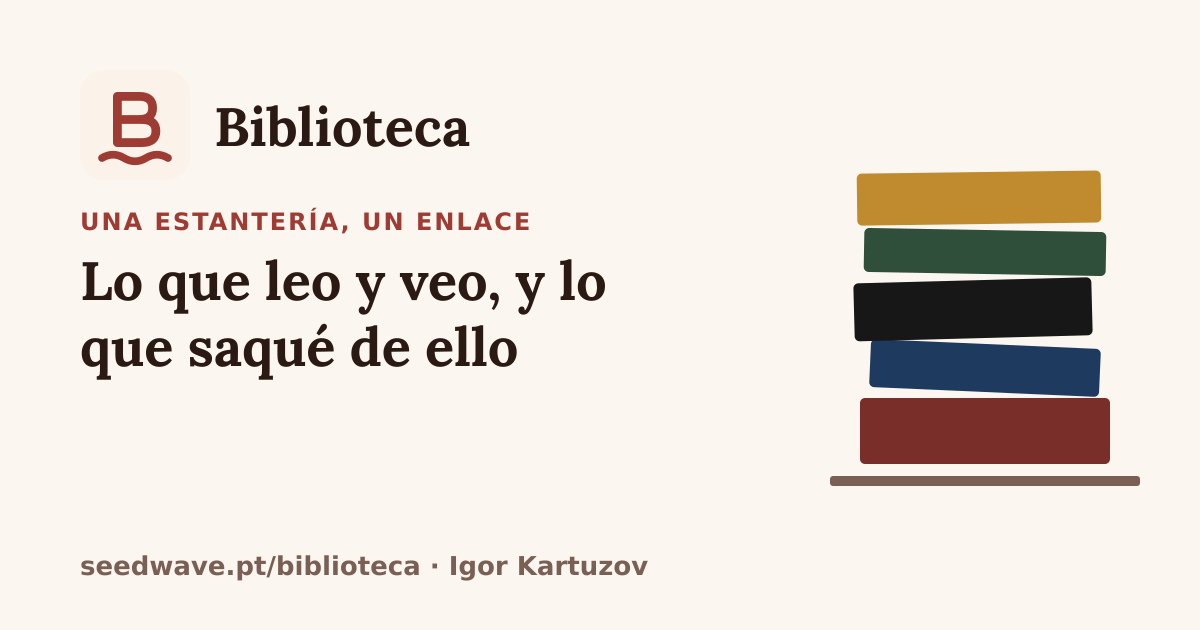 B
Biblioteca
UNA ESTANTERÍA, UN ENLACE
Lo que leo y veo, y lo
que saqué de ello
seedwave.pt/biblioteca · Igor Kartuzov